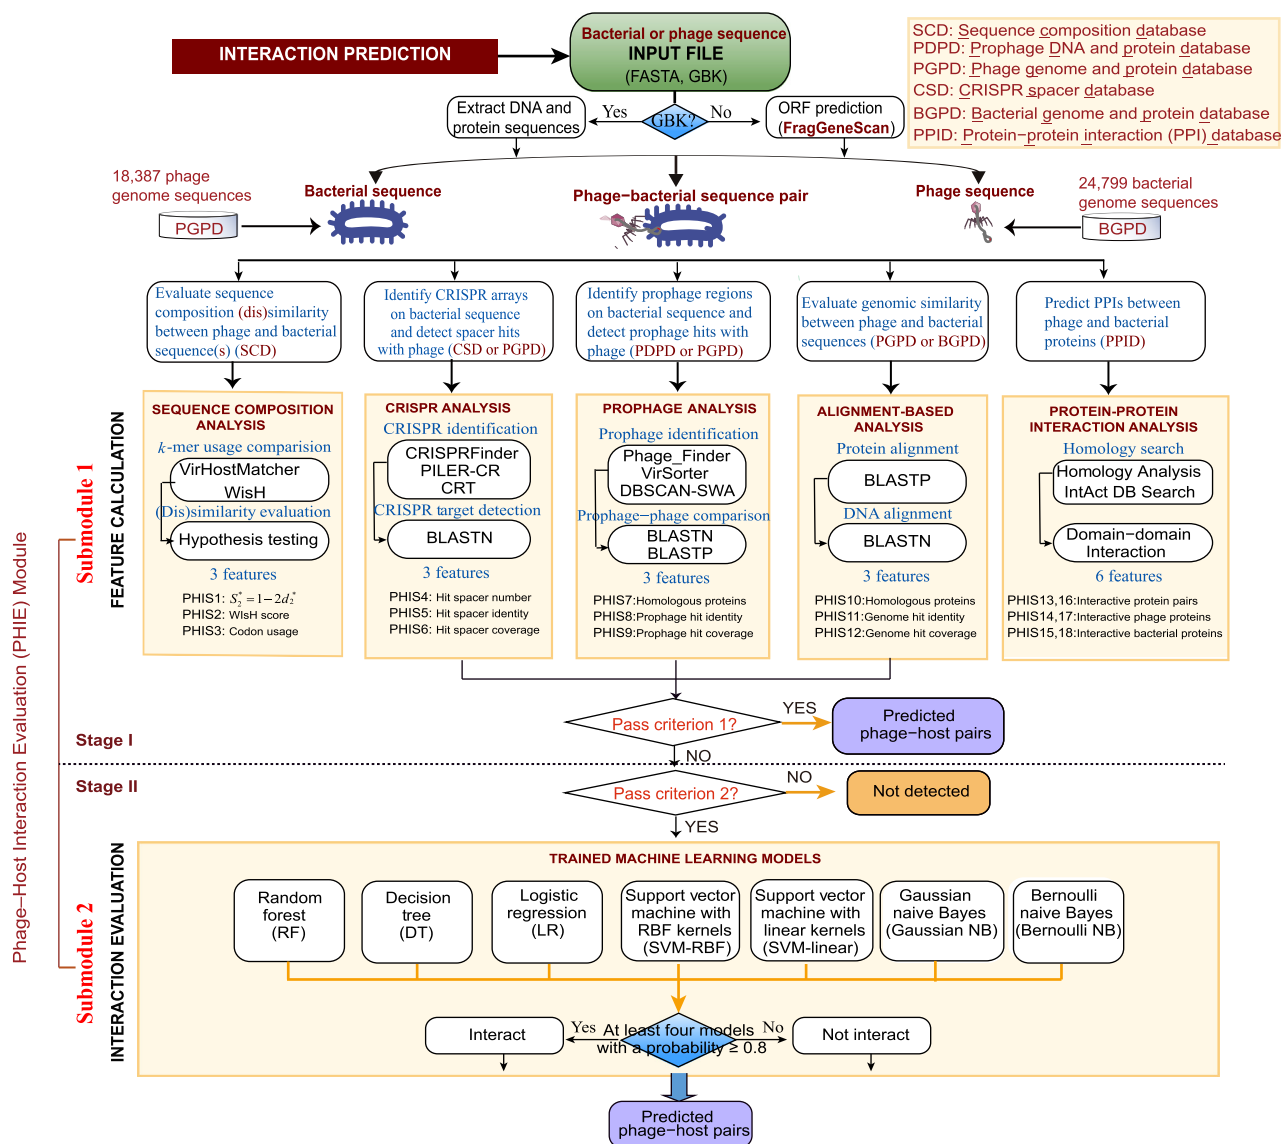 INTERACTION PREDICTION
Bacterial or phage sequence
INPUT FILE
(FASTA, GBK)
SCD: Sequence composition database
PDPD: Prophage DNA and protein database
PGPD: Phage genome and protein database
CSD: CRISPR spacer database
BGPD: Bacterial genome and protein database
PPID: Protein−protein interaction (PPI) database
Extract DNA and
protein sequences
Yes
GBK?
No
ORF prediction
(FragGeneScan)
18,387 phage
genome sequences
PGPD
Bacterial sequence
Phage−bacterial sequence pair
Phage sequence
24,799 bacterial
genome sequences
BGPD
Evaluate sequence
composition (dis)similarity
between phage and bacterial
sequence(s) (SCD)
Identify CRISPR arrays
on bacterial sequence
and detect spacer hits
with phage (CSD or PGPD)
Identify prophage regions
on bacterial sequence and
detect prophage hits with
phage (PDPD or PGPD)
Evaluate genomic similarity
between phage and bacterial
sequences (PGPD or BGPD)
Predict PPIs between
phage and bacterial
proteins (PPID)
Phage−Host Interaction Evaluation (PHIE) Module
Submodule 1
FEATURE CALCULATION
SEQUENCE COMPOSITION
ANALYSIS
k-mer usage comparision
VirHostMatcher
WisH
(Dis)similarity evaluation
Hypothesis testing
3 features
PHIS1: S₂* = 1− 2d₂*
PHIS2: WIsH score
PHIS3: Codon usage
CRISPR ANALYSIS
CRISPR identification
CRISPRFinder
PILER-CR
CRT
CRISPR target detection
BLASTN
3 features
PHIS4: Hit spacer number
PHIS5: Hit spacer identity
PHIS6: Hit spacer coverage
PROPHAGE ANALYSIS
Prophage identification
Phage_Finder
VirSorter
DBSCAN-SWA
Prophage−phage comparison
BLASTN
BLASTP
3 features
PHIS7: Homologous proteins
PHIS8: Prophage hit identity
PHIS9: Prophage hit coverage
ALIGNMENT-BASED
ANALYSIS
Protein alignment
BLASTP
DNA alignment
BLASTN
3 features
PHIS10: Homologous proteins
PHIS11: Genome hit identity
PHIS12: Genome hit coverage
PROTEIN-PROTEIN
INTERACTION ANALYSIS
Homology search
Homology Analysis
IntAct DB Search
Domain−domain
Interaction
6 features
PHIS13,16: Interactive protein pairs
PHIS14,17: Interactive phage proteins
PHIS15,18: Interactive bacterial proteins
Pass criterion 1?
YES
Predicted
phage−host pairs
Stage I
NO
Stage II
Pass criterion 2?
NO
Not detected
YES
Submodule 2
INTERACTION EVALUATION
TRAINED MACHINE LEARNING MODELS
Random
forest
(RF)
Decision
tree
(DT)
Logistic
regression
(LR)
Support vector
machine with
RBF kernels
(SVM-RBF)
Support vector
machine with
linear kernels
(SVM-linear)
Gaussian
naive Bayes
(Gaussian NB)
Bernoulli
naive Bayes
(Bernoulli NB)
Interact
Yes
At least four models
with a probability ≥ 0.8
No
Not interact
Predicted
phage−host pairs